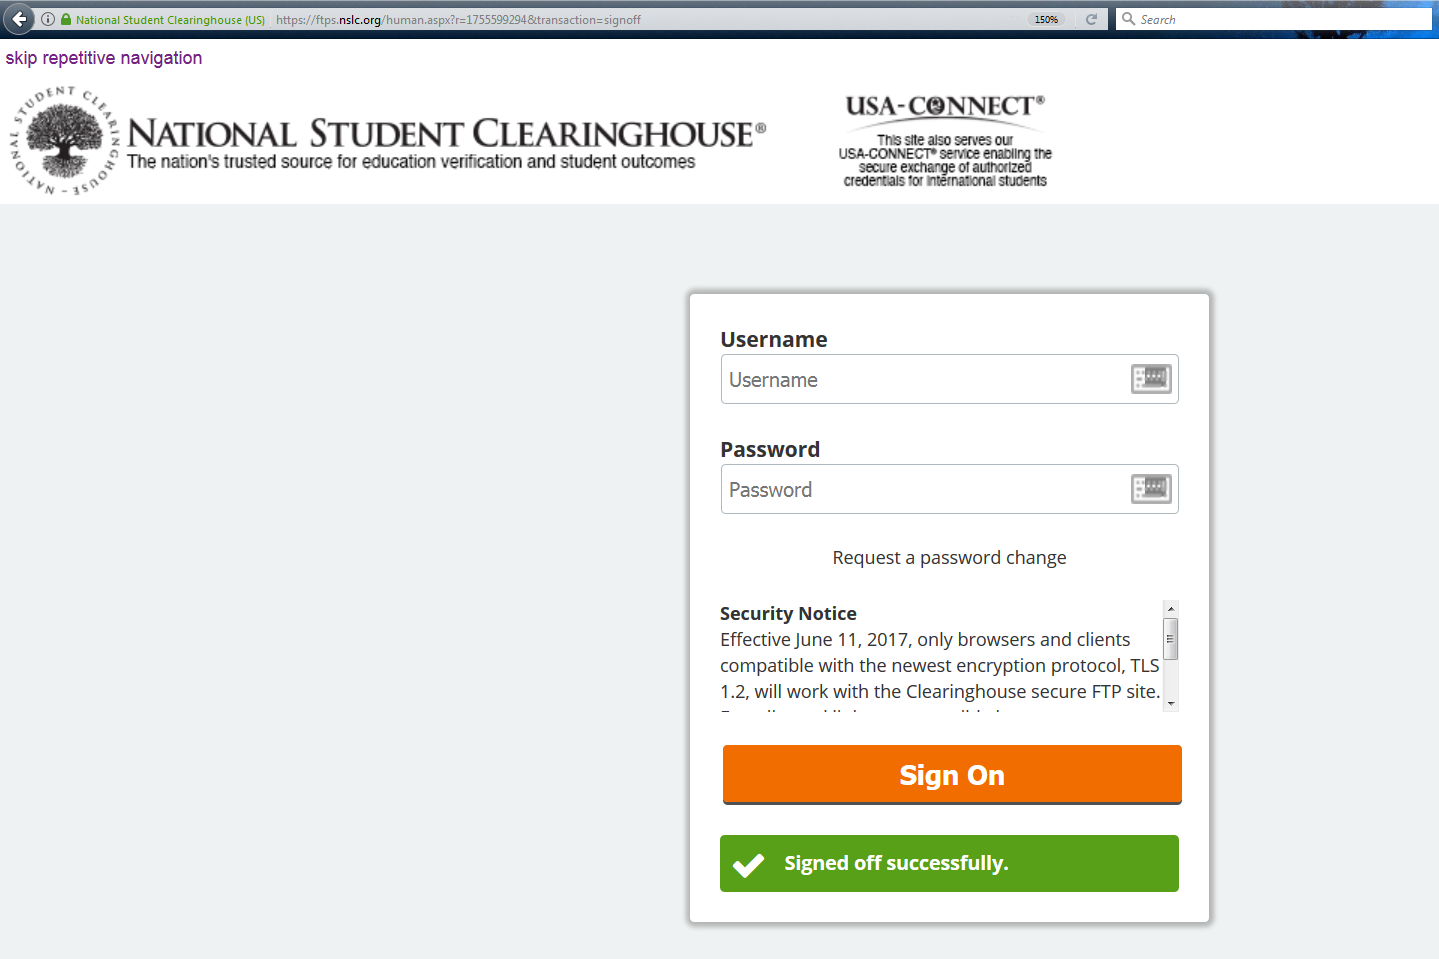 National Student Clearinghouse (US) https://ftps.nslc.org/human.aspx?r=1755599294&transaction=signoff 150% Search
skip repetitive navigation
NATIONAL STUDENT CLEARINGHOUSE
NATIONAL STUDENT CLEARINGHOUSE®
The nation's trusted source for education verification and student outcomes
USA-CONNECT®
This site also serves our
USA-CONNECT® service enabling the
secure exchange of authorized
credentials for international students
Username
Username
Password
Password
Request a password change
Security Notice
Effective June 11, 2017, only browsers and clients
compatible with the newest encryption protocol, TLS
1.2, will work with the Clearinghouse secure FTP site.
Sign On
Signed off successfully.